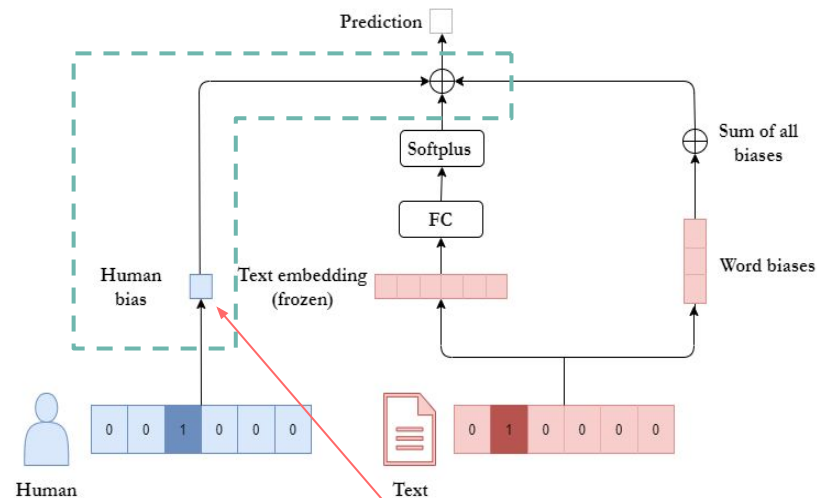 Prediction
Softplus
Sum of all
biases
FC
Human
bias
Text embedding
(frozen)
Word biases
0 0 1 0 0 0
0 1 0 0 0 0
Human
Text